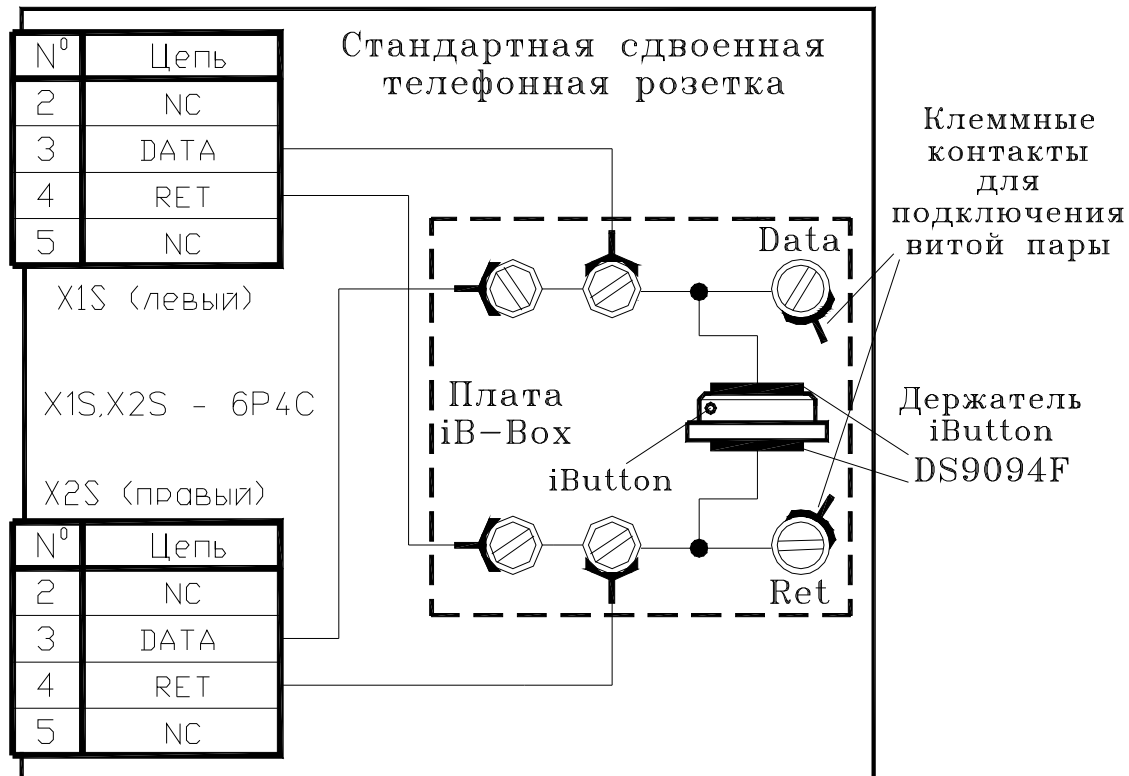 Стандартная сдвоенная
телефонная розетка
N⁰ Цепь
2 NC
3 DATA
4 RET
5 NC
X1S (левый)
Клеммные
контакты
для
подключения
витой пары
Data
X1S,X2S - 6P4C
Плата
iB-Box
iButton
Держатель
iButton
DS9094F
X2S (правый)
N⁰ Цепь
2 NC
3 DATA
4 RET
5 NC
Ret